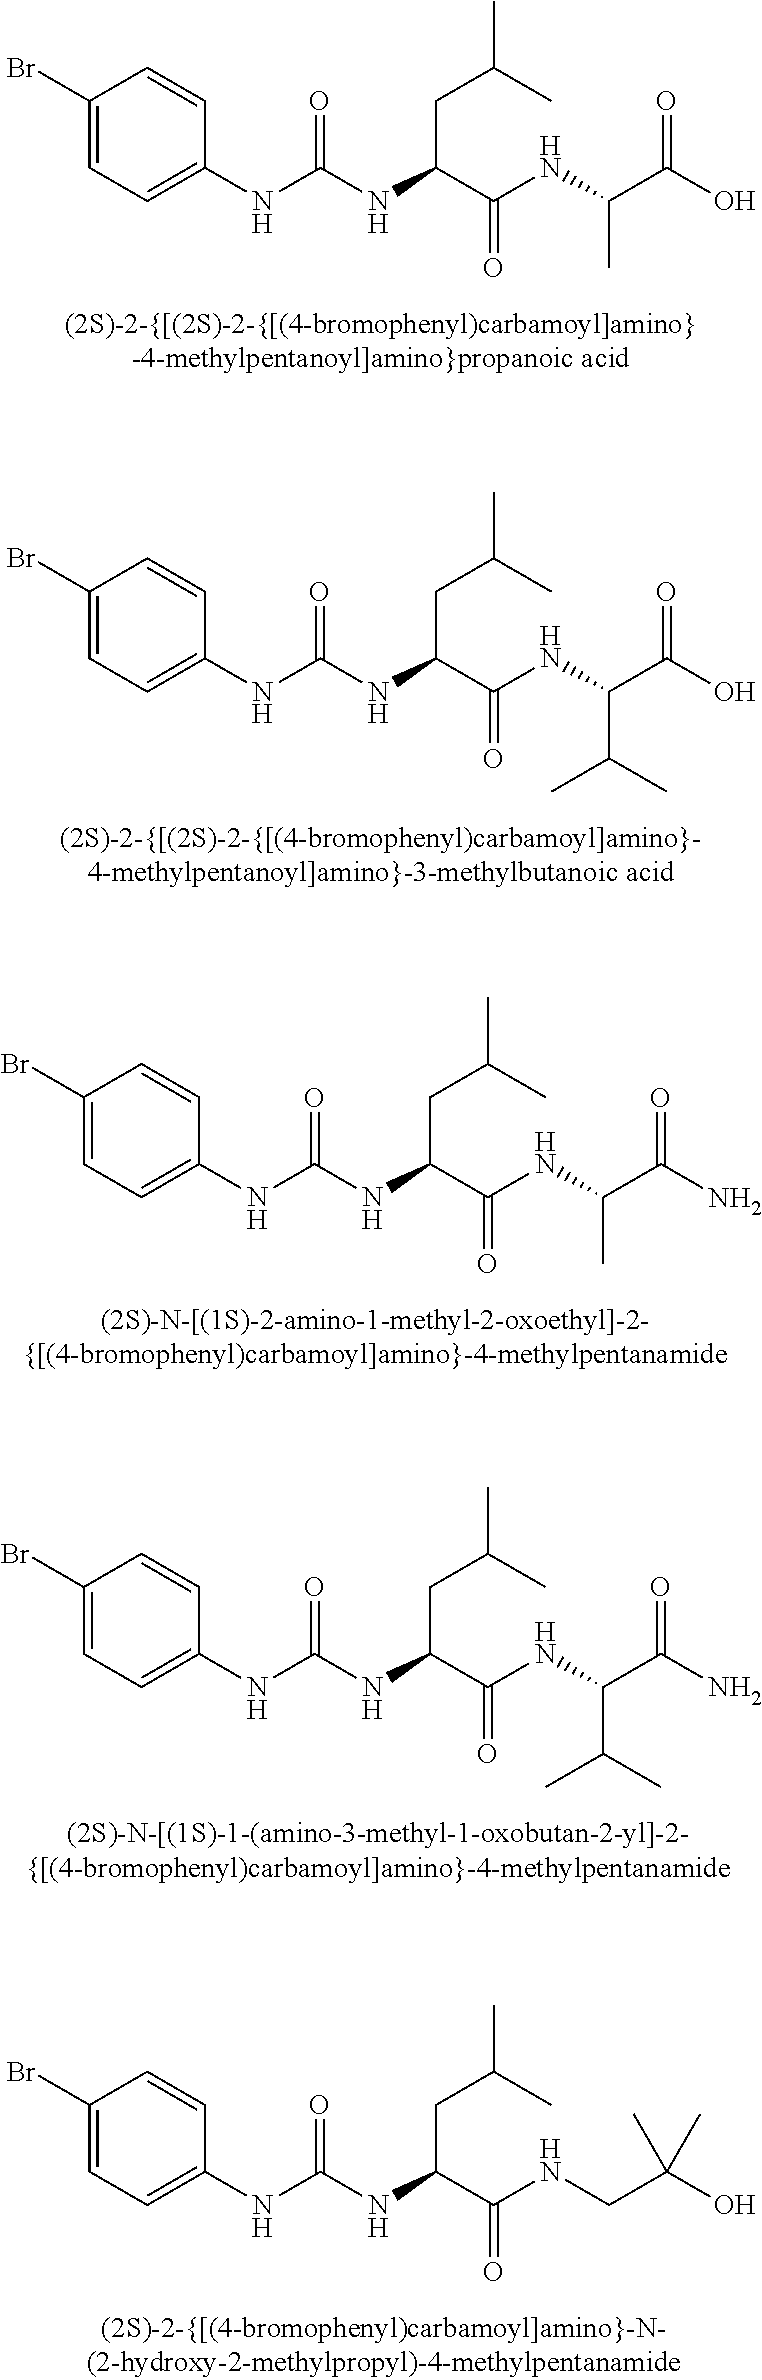 Br
O
N
H
N
H
O
H
N
O
OH
(2S)-2-{[(2S)-2-{[(4-bromophenyl)carbamoyl]amino}
-4-methylpentanoyl]amino}propanoic acid
Br
O
N
H
N
H
O
H
N
O
OH
(2S)-2-{[(2S)-2-{[(4-bromophenyl)carbamoyl]amino}-
4-methylpentanoyl]amino}-3-methylbutanoic acid
Br
O
N
H
N
H
O
H
N
O
NH2
(2S)-N-[(1S)-2-amino-1-methyl-2-oxoethyl]-2-
{[(4-bromophenyl)carbamoyl]amino}-4-methylpentanamide
Br
O
N
H
N
H
O
H
N
O
NH2
(2S)-N-[(1S)-1-(amino-3-methyl-1-oxobutan-2-yl]-2-
{[(4-bromophenyl)carbamoyl]amino}-4-methylpentanamide
Br
O
N
H
N
H
O
H
N
OH
(2S)-2-{[(4-bromophenyl)carbamoyl]amino}-N-
(2-hydroxy-2-methylpropyl)-4-methylpentanamide